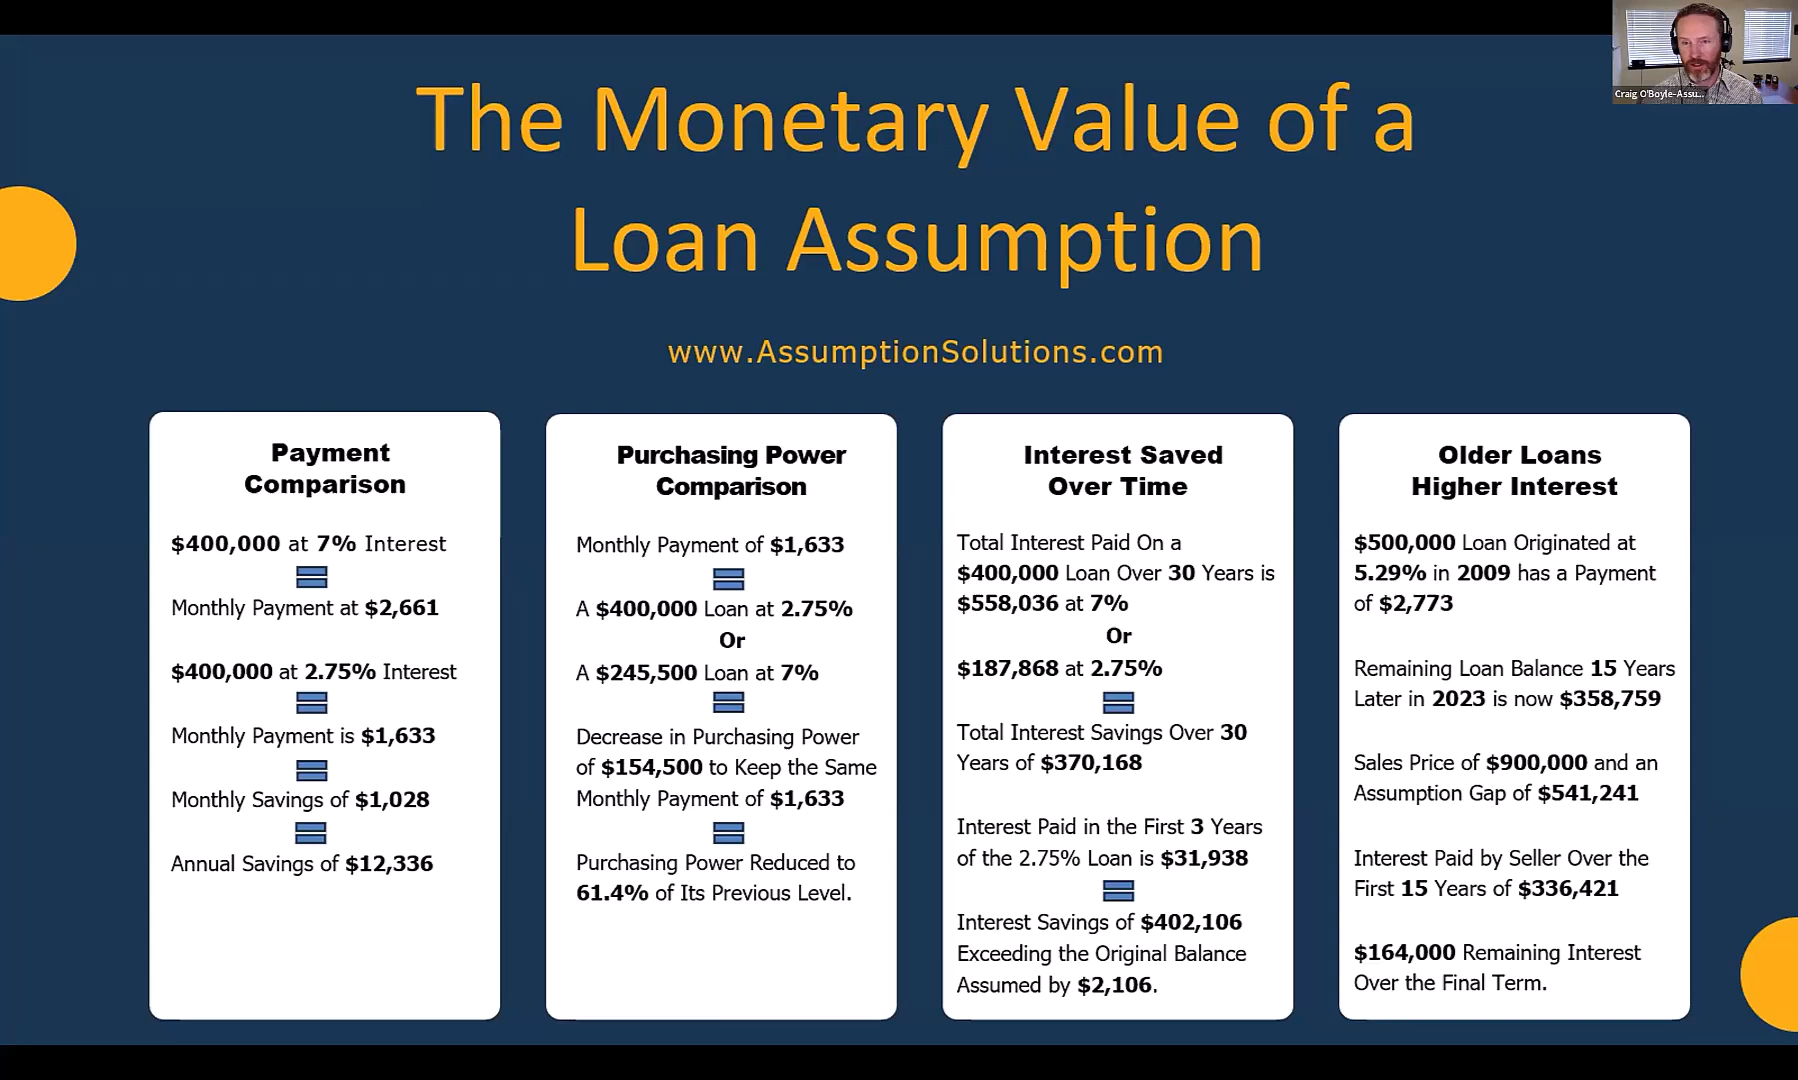 Craig O'Boyle-Assu...
The Monetary Value of a
Loan Assumption
www.AssumptionSolutions.com
Payment
Comparison
$400,000 at 7% Interest
Monthly Payment at $2,661
$400,000 at 2.75% Interest
Monthly Payment is $1,633
Monthly Savings of $1,028
Annual Savings of $12,336
Purchasing Power
Comparison
Monthly Payment of $1,633
A $400,000 Loan at 2.75%
Or
A $245,500 Loan at 7%
Decrease in Purchasing Power
of $154,500 to Keep the Same
Monthly Payment of $1,633
Purchasing Power Reduced to
61.4% of Its Previous Level.
Interest Saved
Over Time
Total Interest Paid On a
$400,000 Loan Over 30 Years is
$558,036 at 7%
Or
$187,868 at 2.75%
Total Interest Savings Over 30
Years of $370,168
Interest Paid in the First 3 Years
of the 2.75% Loan is $31,938
Interest Savings of $402,106
Exceeding the Original Balance
Assumed by $2,106.
Older Loans
Higher Interest
$500,000 Loan Originated at
5.29% in 2009 has a Payment
of $2,773
Remaining Loan Balance 15 Years
Later in 2023 is now $358,759
Sales Price of $900,000 and an
Assumption Gap of $541,241
Interest Paid by Seller Over the
First 15 Years of $336,421
$164,000 Remaining Interest
Over the Final Term.